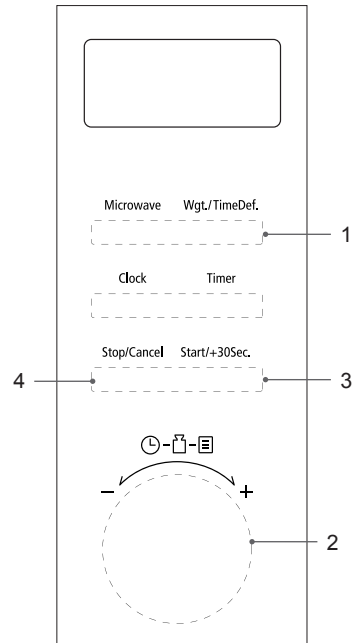 Microwave Wgt./TimeDef.
1
Clock Timer
Stop/Cancel Start/+30Sec.
4 3
− +
2